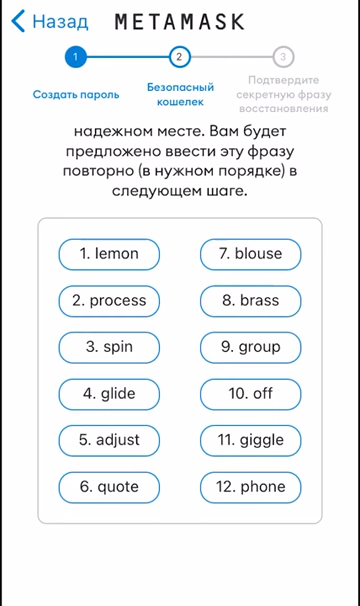 Назад METAMASK
1 2 3
Создать пароль
Безопасный
кошелек
Подтвердите
секретную фразу
восстановления
надежном месте. Вам будет
предложено ввести эту фразу
повторно (в нужном порядке) в
следующем шаге.
1. lemon
2. process
3. spin
4. glide
5. adjust
6. quote
7. blouse
8. brass
9. group
10. off
11. giggle
12. phone